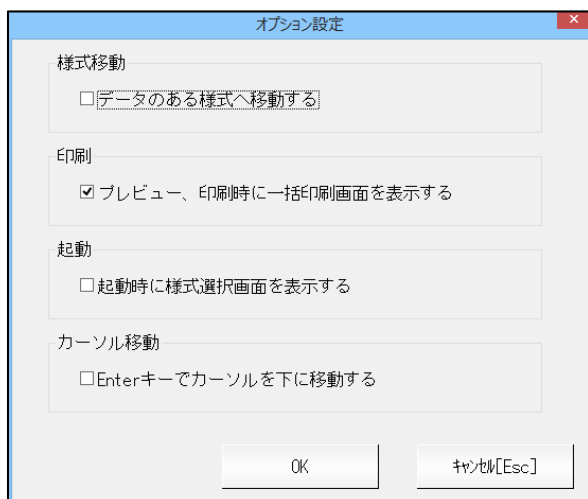 オプション設定
様式移動
データのある様式へ移動する
印刷
プレビュー、印刷時に一括印刷画面を表示する
起動
起動時に様式選択画面を表示する
カーソル移動
Enterキーでカーソルを下に移動する
OK
ｷｬﾝｾﾙ[Esc]